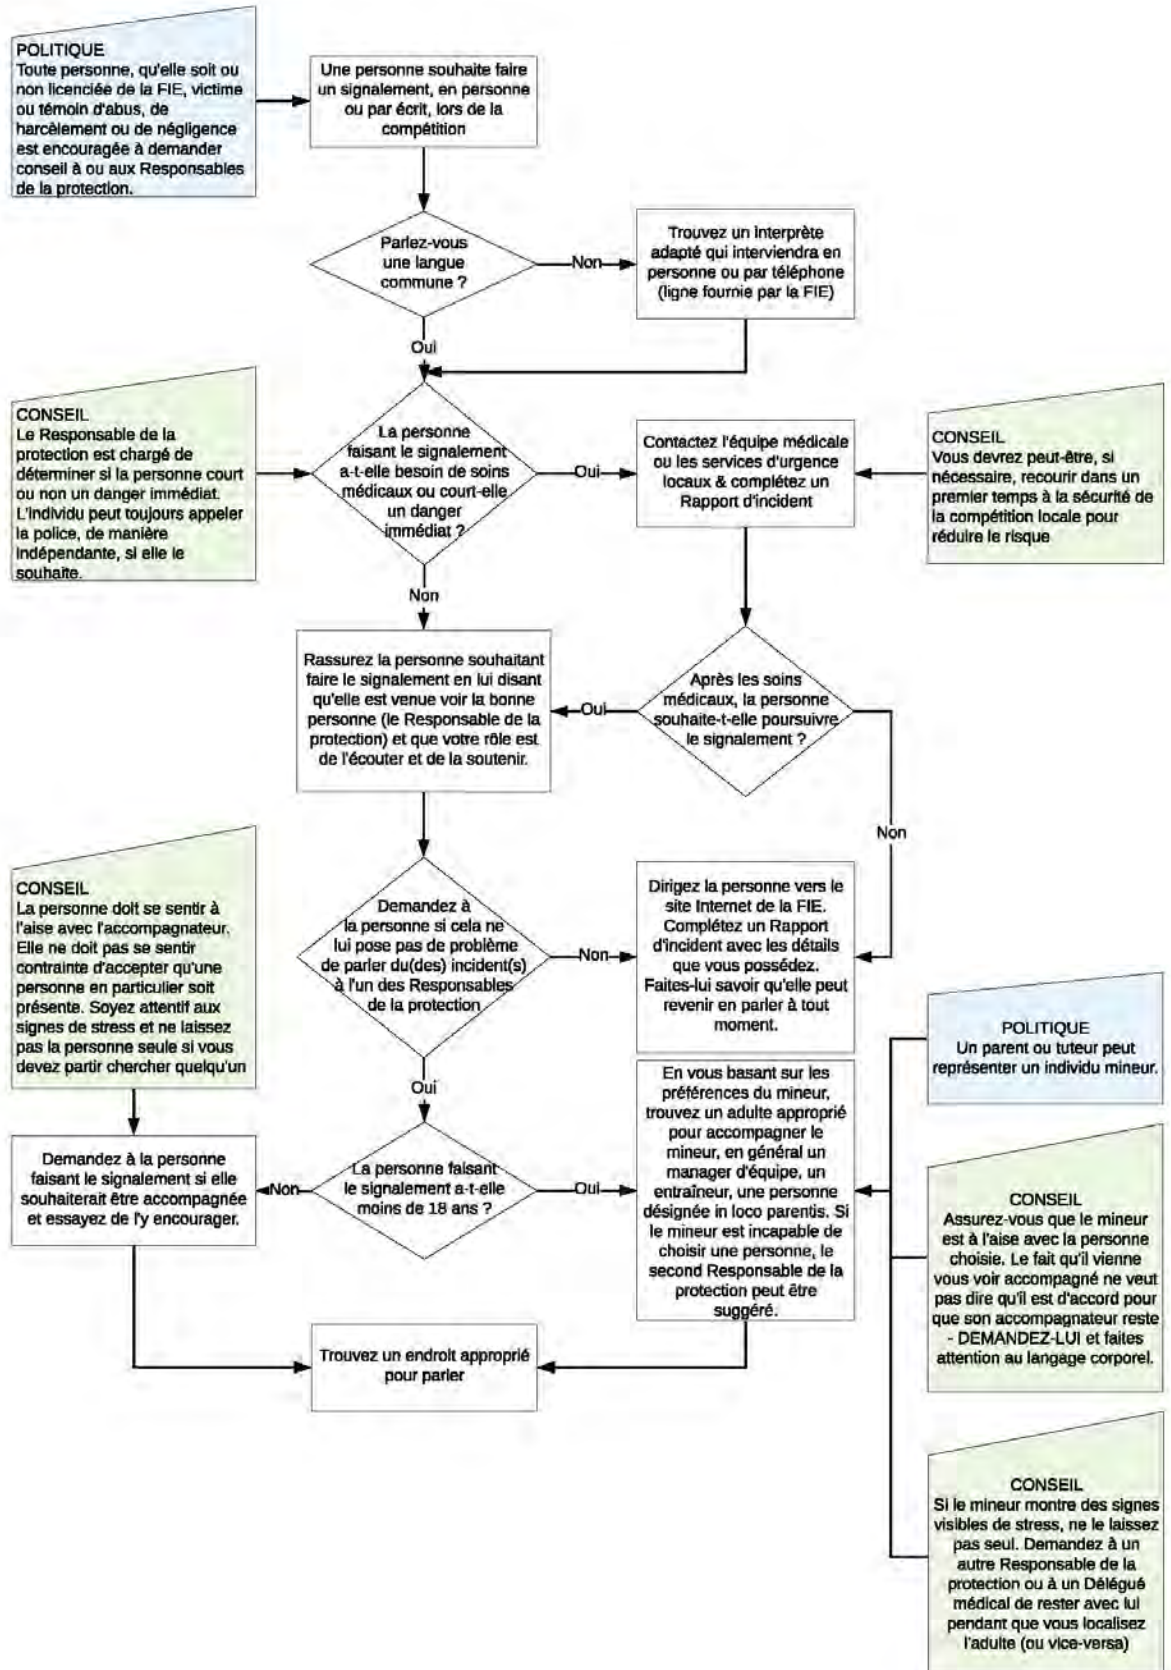 POLITIQUE
Toute personne, qu'elle soit ou
non licenciée de la FIE, victime
ou témoin d'abus, de
harcèlement ou de négligence
est encouragée à demander
conseil à ou aux Responsables
de la protection.
Une personne souhaite faire
un signalement, en personne
ou par écrit, lors de la
compétition
Parlez-vous
une langue
commune ?
Non
Trouvez un interprète
adapté qui interviendra en
personne ou par téléphone
(ligne fournie par la FIE)
Oui
CONSEIL
Le Responsable de la
protection est chargé de
déterminer si la personne court
ou non un danger immédiat.
L'individu peut toujours appeler
la police, de manière
indépendante, si elle le
souhaite.
La personne
faisant le signalement
a-t-elle besoin de soins
médicaux ou court-elle
un danger
immédiat ?
Oui
Contactez l'équipe médicale
ou les services d'urgence
locaux & complétez un
Rapport d'incident
CONSEIL
Vous devrez peut-être, si
nécessaire, recourir dans un
premier temps à la sécurité de
la compétition locale pour
réduire le risque
Non
Rassurez la personne souhaitant
faire le signalement en lui disant
qu'elle est venue voir la bonne
personne (le Responsable de la
protection) et que votre rôle est
de l'écouter et de la soutenir.
Oui
Après les soins
médicaux, la personne
souhaite-t-elle poursuivre
le signalement ?
Non
CONSEIL
La personne doit se sentir à
l'aise avec l'accompagnateur.
Elle ne doit pas se sentir
contrainte d'accepter qu'une
personne en particulier soit
présente. Soyez attentif aux
signes de stress et ne laissez
pas la personne seule si vous
devez partir chercher quelqu'un
Demandez à
la personne si cela ne
lui pose pas de problème
de parler du(des) incident(s)
à l'un des Responsables
de la protection
Non
Dirigez la personne vers le
site Internet de la FIE.
Complétez un Rapport
d'incident avec les détails
que vous possédez.
Faites-lui savoir qu'elle peut
revenir en parler à tout
moment.
Oui
POLITIQUE
Un parent ou tuteur peut
représenter un individu mineur.
Demandez à la personne
faisant le signalement si elle
souhaiterait être accompagnée
et essayez de l'y encourager.
Non
La personne faisant
le signalement a-t-elle
moins de 18 ans ?
Oui
En vous basant sur les
préférences du mineur,
trouvez un adulte approprié
pour accompagner le
mineur, en général un
manager d'équipe, un
entraîneur, une personne
désignée in loco parentis. Si
le mineur est incapable de
choisir une personne, le
second Responsable de la
protection peut être
suggéré.
CONSEIL
Assurez-vous que le mineur
est à l'aise avec la personne
choisie. Le fait qu'il vienne
vous voir accompagné ne veut
pas dire qu'il est d'accord pour
que son accompagnateur reste
- DEMANDEZ-LUI et faites
attention au langage corporel.
Trouvez un endroit approprié
pour parler
CONSEIL
Si le mineur montre des signes
visibles de stress, ne le laissez
pas seul. Demandez à un
autre Responsable de la
protection ou à un Délégué
médical de rester avec lui
pendant que vous localisez
l'adulte (ou vice-versa)